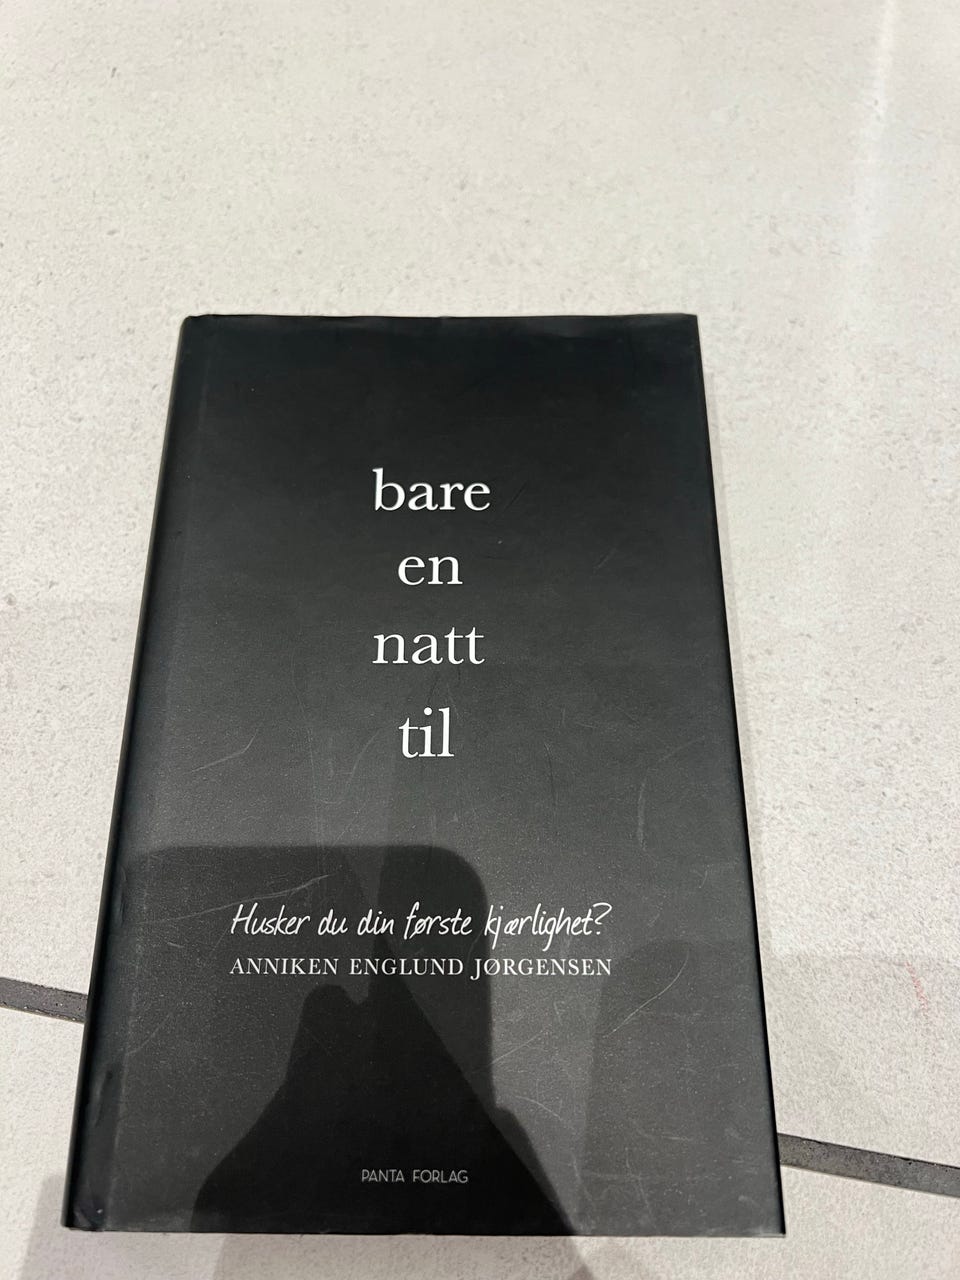 bare
en
natt
til
Husker du din første kjærlighet?
ANNIKEN ENGLUND JØRGENSEN
PANTA FORLAG